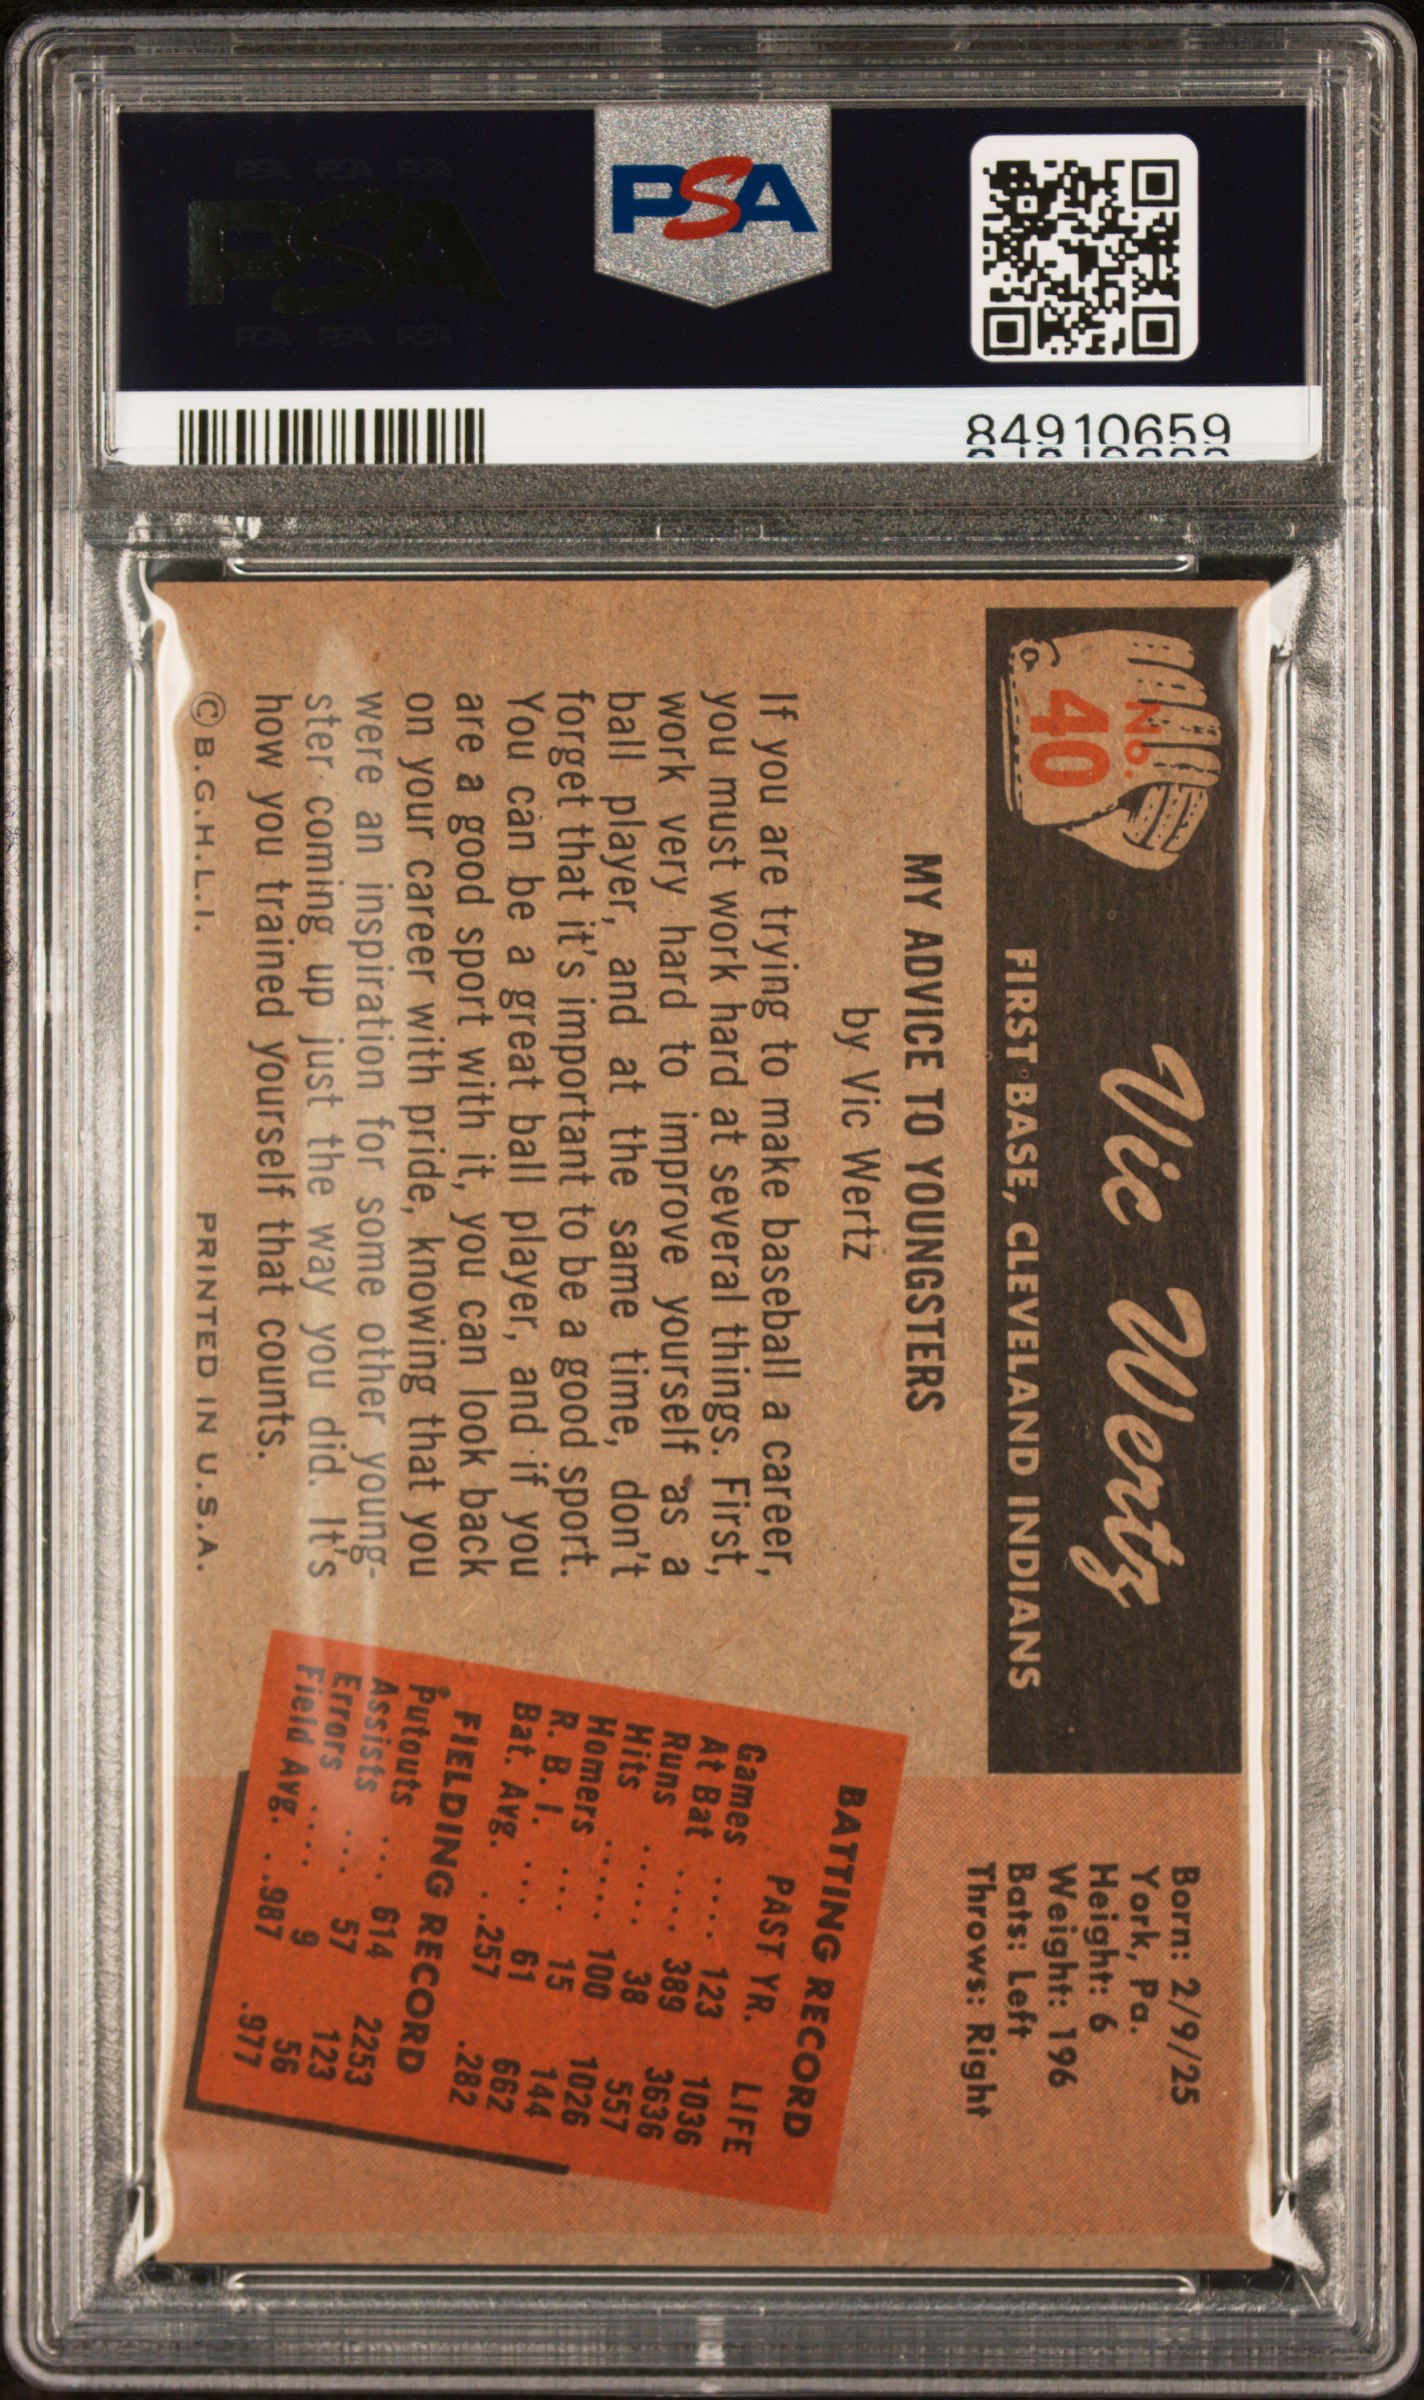 PSA PSA PSA
PSA
PSA PSA PSA
PSA
84910659
No.
40
Vic Wertz
FIRST BASE, CLEVELAND INDIANS
Born: 2/9/25
York, Pa.
Height: 6
Weight: 196
Bats: Left
Throws: Right
MY ADVICE TO YOUNGSTERS
by Vic Wertz
If you are trying to make baseball a career,
you must work hard at several things. First,
work very hard to improve yourself as a
ball player, and at the same time, don't
forget that it's important to be a good sport.
You can be a great ball player, and if you
are a good sport with it, you can look back
on your career with pride, knowing that you
were an inspiration for some other young-
ster coming up just the way you did. It's
how you trained yourself that counts.
© B.G.H.L.I. PRINTED IN U.S.A.
BATTING RECORD
PAST YR. LIFE
Games .... 123 1036
At Bat .... 389 3636
Runs ..... 38 557
Hits ..... 100 1026
Homers ... 15 144
R. B. I. ... 61 662
Bat. Avg. . .257 .282
FIELDING RECORD
Putouts ... 614 2253
Assists ... 57 123
Errors .... 9 56
Field Avg. . .987 .977